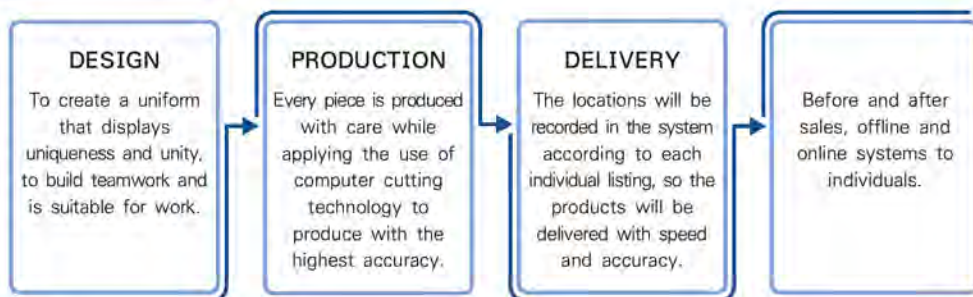 DESIGN
To create a uniform
that displays
uniqueness and unity,
to build teamwork and
is suitable for work.
PRODUCTION
Every piece is produced
with care while
applying the use of
computer cutting
technology to
produce with the
highest accuracy.
DELIVERY
The locations will be
recorded in the system
according to each
individual listing, so the
products will be
delivered with speed
and accuracy.
Before and after
sales, offline and
online systems to
individuals.